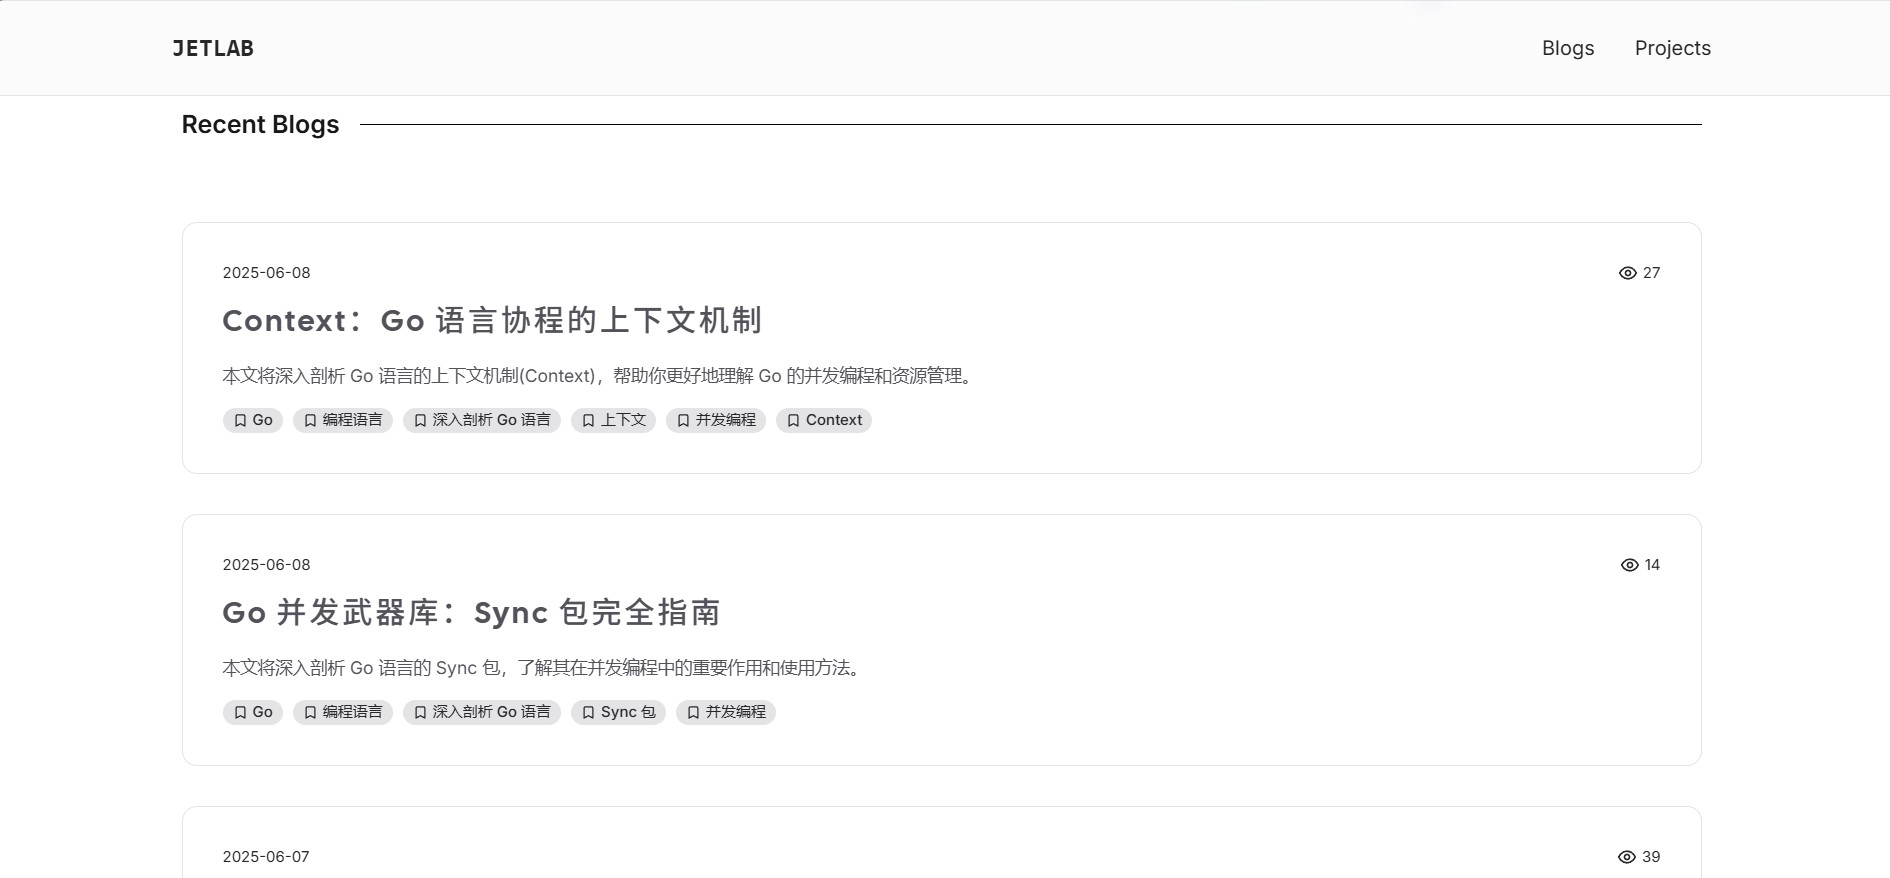 JETLAB
Blogs Projects
Recent Blogs
2025-06-08 27
Context：Go 语言协程的上下文机制
本文将深入剖析 Go 语言的上下文机制(Context)，帮助你更好地理解 Go 的并发编程和资源管理。
Go 编程语言 深入剖析 Go 语言 上下文 并发编程 Context
2025-06-08 14
Go 并发武器库：Sync 包完全指南
本文将深入剖析 Go 语言的 Sync 包，了解其在并发编程中的重要作用和使用方法。
Go 编程语言 深入剖析 Go 语言 Sync 包 并发编程
2025-06-07 39